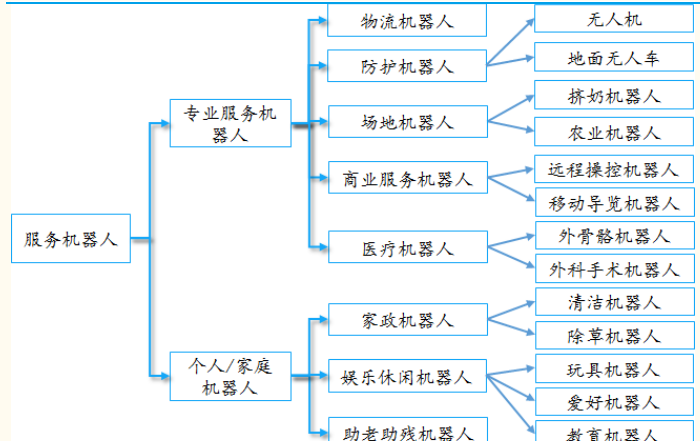 物流机器人
无人机
防护机器人
地面无人车
专业服务机
器人
挤奶机器人
场地机器人
农业机器人
商业服务机器人
远程操控机器人
移动导览机器人
服务机器人
医疗机器人
外骨骼机器人
外科手术机器人
清洁机器人
家政机器人
除草机器人
个人/家庭
机器人
玩具机器人
娱乐休闲机器人
爱好机器人
助老助残机器人
教育机器人